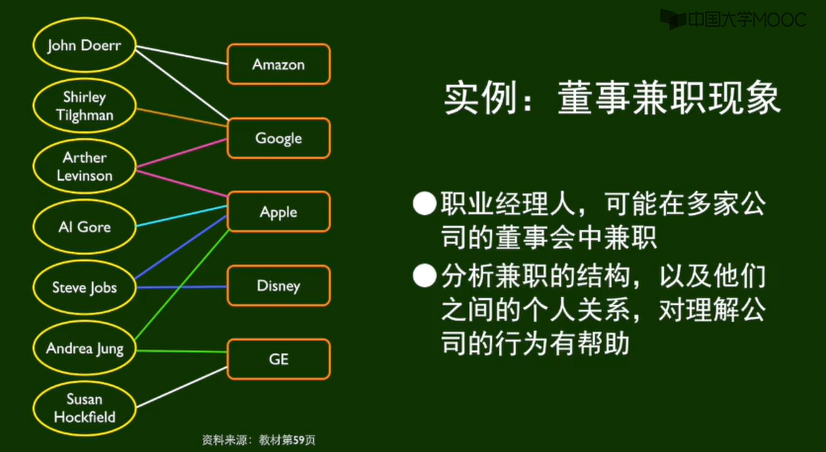 中国大学MOOC
John Doerr
Amazon
Shirley
Tilghman
Google
Arther
Levinson
Apple
Al Gore
Steve Jobs
Disney
Andrea Jung
GE
Susan
Hockfield
资料来源：教材第59页
实例：董事兼职现象
●职业经理人，可能在多家公
司的董事会中兼职
●分析兼职的结构，以及他们
之间的个人关系，对理解公
司的行为有帮助